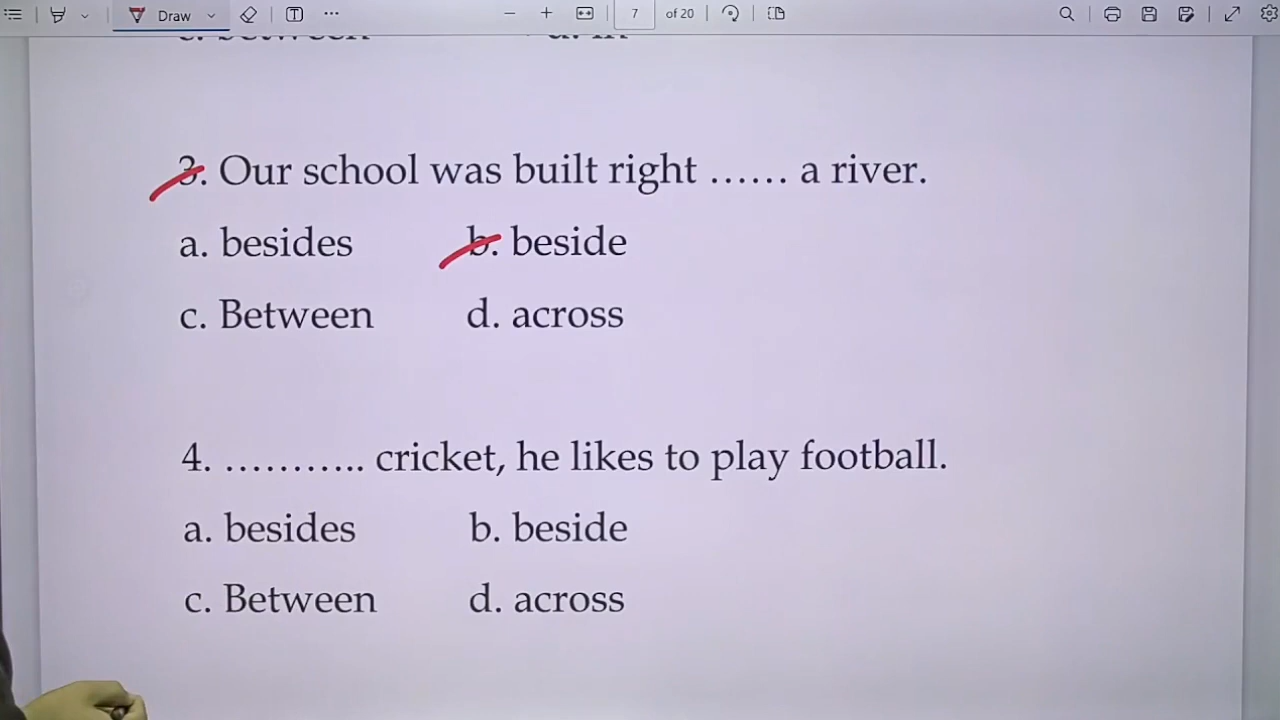 Draw
7 of 20
3. Our school was built right …… a river.
a. besides b. beside
c. Between d. across
4. ……….. cricket, he likes to play football.
a. besides b. beside
c. Between d. across